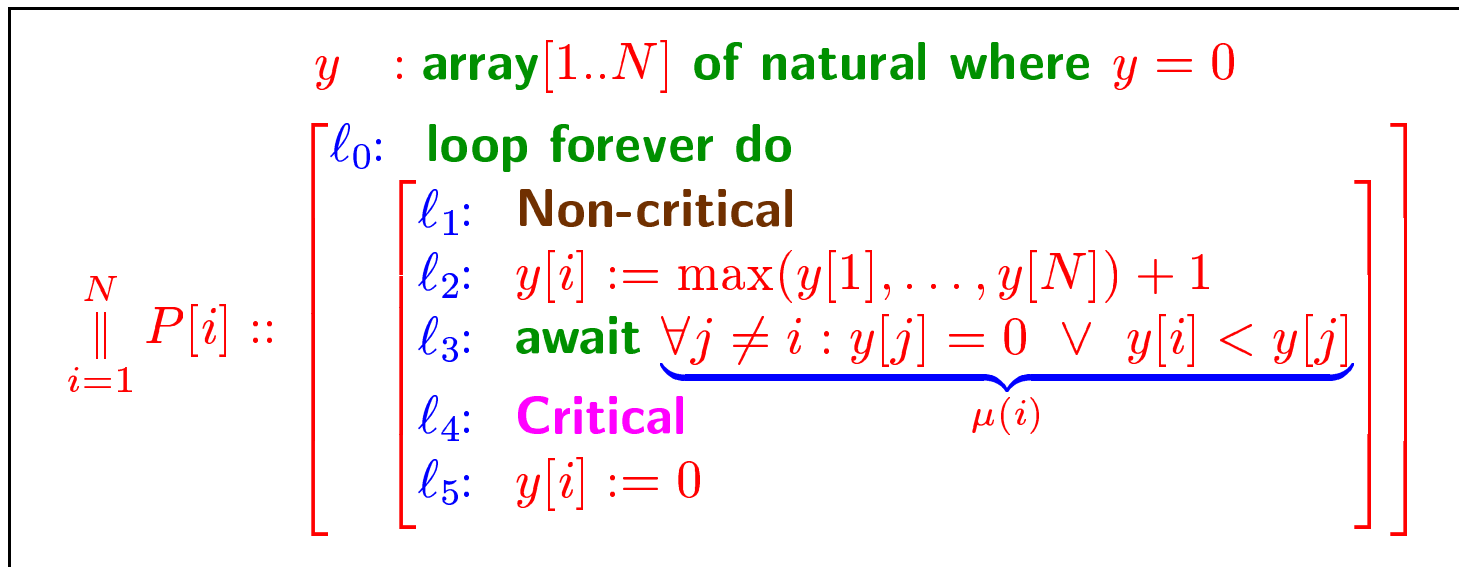 y : array[1..N] of natural where y = 0
ℓ₀: loop forever do
ℓ₁: Non-critical
ℓ₂: y[i] := max(y[1], . . . , y[N]) + 1
N
∥ P[i] ::
i=1
ℓ₃: await ∀j ≠ i : y[j] = 0 ∨ y[i] < y[j]
μ(i)
ℓ₄: Critical
ℓ₅: y[i] := 0